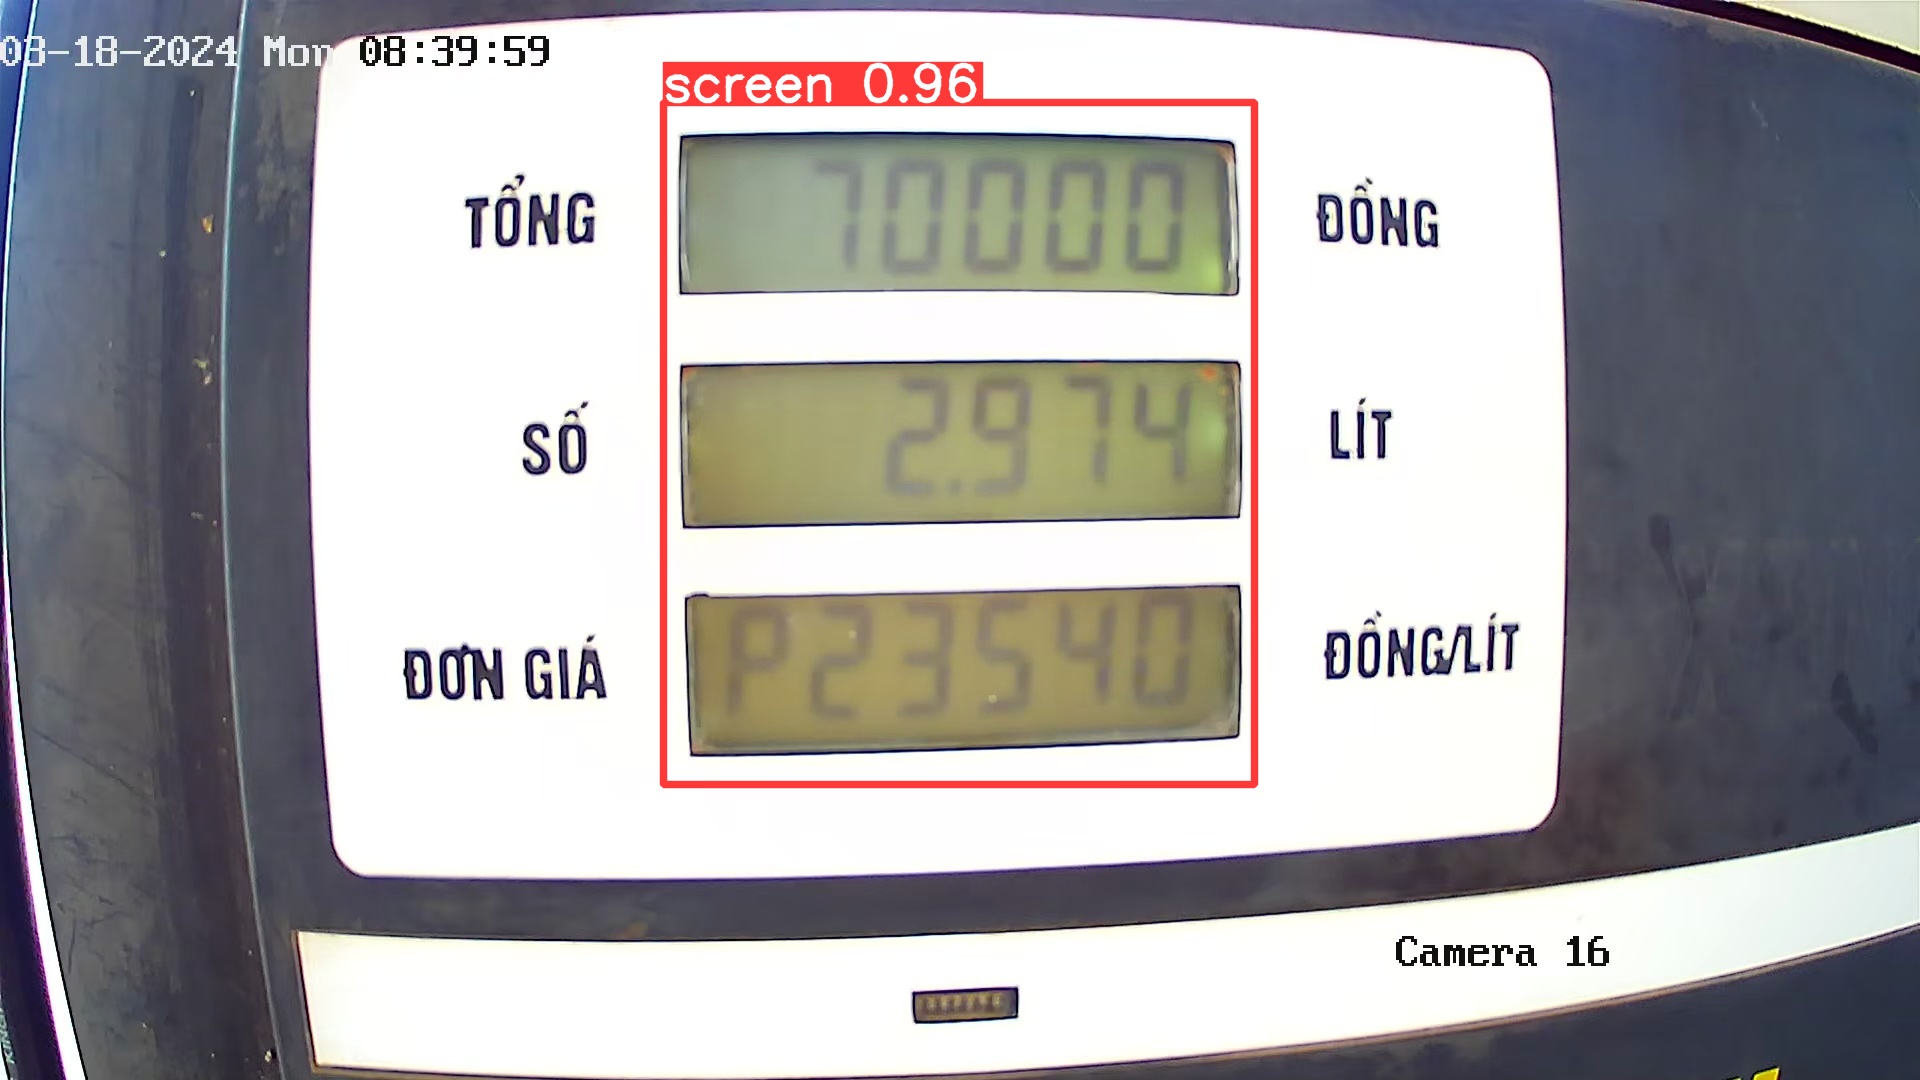 03-18-2024 Mon 08:39:59
screen 0.96
TỔNG 70000 ĐỒNG
SỐ 2.974 LÍT
ĐƠN GIÁ P23540 ĐỒNG/LÍT
Camera 16